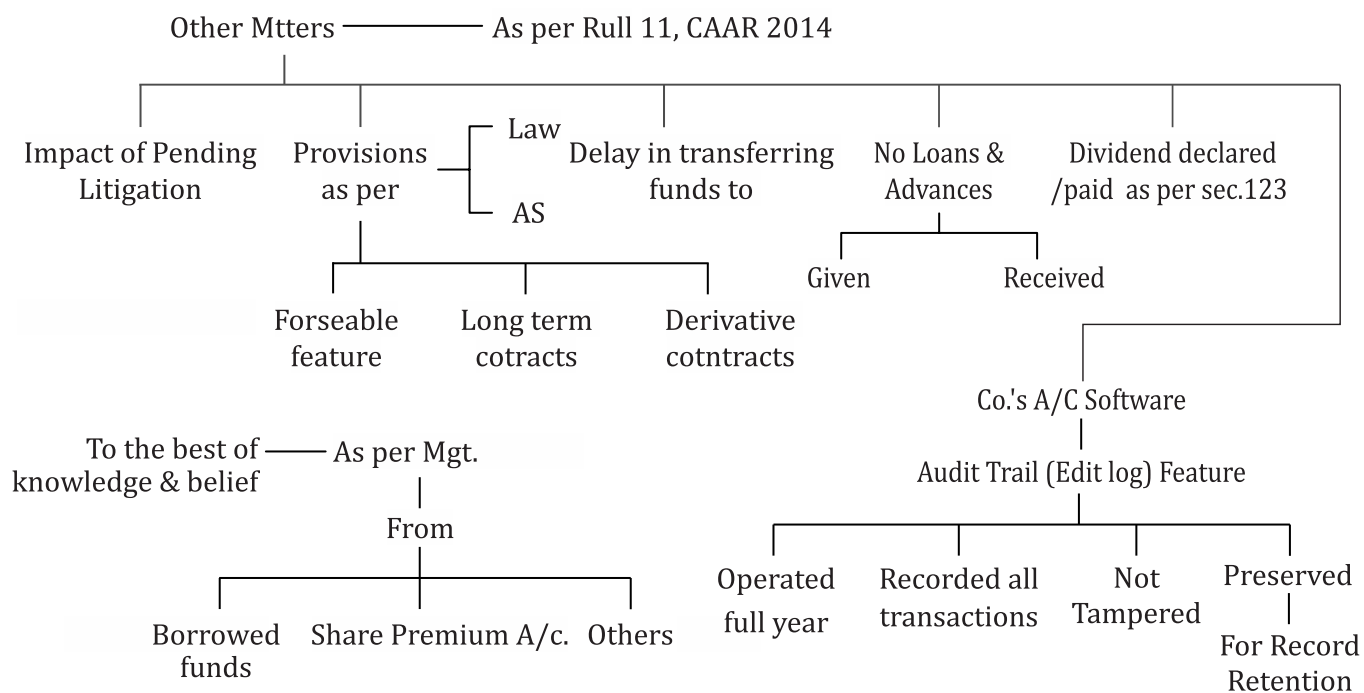 Other Mtters
As per Rull 11, CAAR 2014
Impact of Pending
Litigation
Provisions
as per
Law
AS
Delay in transferring
funds to
No Loans &
Advances
Dividend declared
/paid as per sec.123
Given
Received
Forseable
feature
Long term
cotracts
Derivative
cotntracts
Co.'s A/C Software
Audit Trail (Edit log) Feature
To the best of
knowledge & belief
As per Mgt.
From
Borrowed
funds
Share Premium A/c.
Others
Operated
full year
Recorded all
transactions
Not
Tampered
Preserved
For Record
Retention